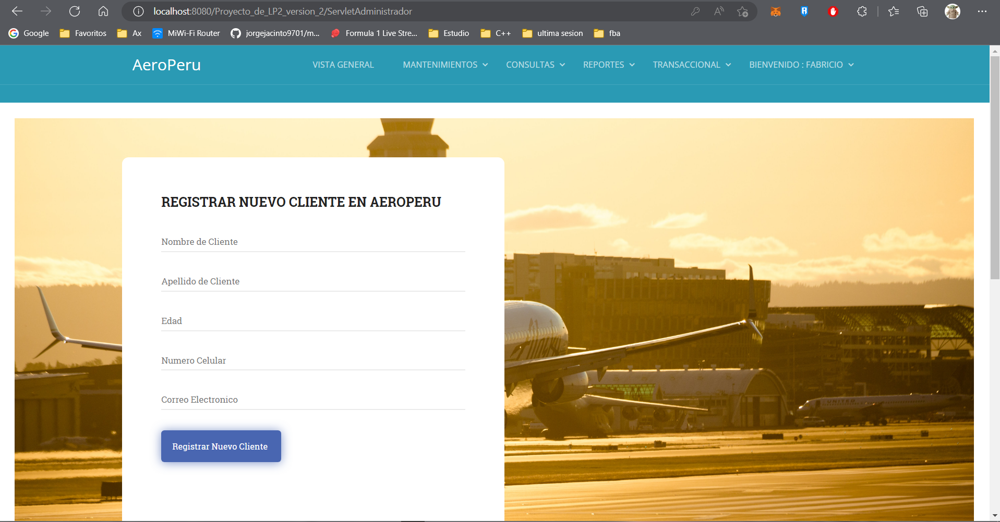 localhost:8080/Proyecto_de_LP2_version_2/ServletAdministrador
Google Favoritos Ax MiWi-Fi Router jorgejacinto9701/m... Formula 1 Live Stre... Estudio C++ ultima sesion fba
AeroPeru VISTA GENERAL MANTENIMIENTOS CONSULTAS REPORTES TRANSACCIONAL BIENVENIDO : FABRICIO
REGISTRAR NUEVO CLIENTE EN AEROPERU
Nombre de Cliente
Apellido de Cliente
Edad
Numero Celular
Correo Electronico
Registrar Nuevo Cliente
UNITED